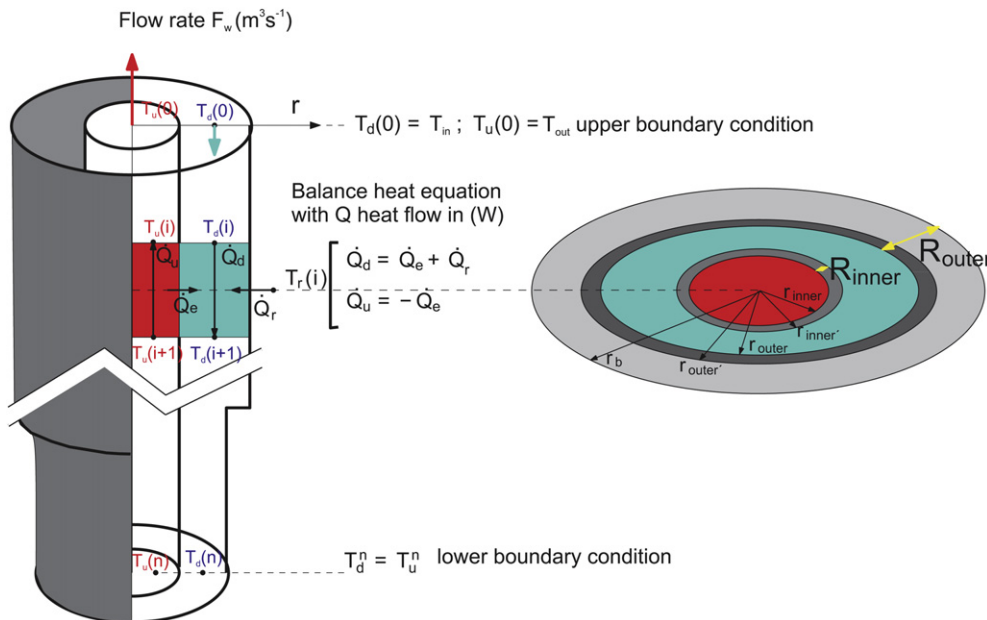 Flow rate F_w(m³s⁻¹)
T_u(0) T_d(0) r
T_d(0) = T_in ; T_u(0) = T_out upper boundary condition
Balance heat equation
with Q heat flow in (W)
T_u(i) T_d(i)
Q̇_u Q̇_d
Q̇_e Q̇_r
T_r(i)
Q̇_d = Q̇_e + Q̇_r
Q̇_u = − Q̇_e
T_u(i+1) T_d(i+1)
R_outer
R_inner
r_inner
r_inner´
r_outer
r_outer´
r_b
T_u(n) T_d(n)
T_d^n = T_u^n lower boundary condition